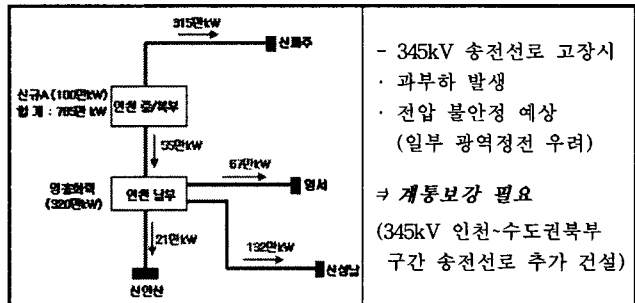 315만kW
신파주
신규A (100만kW)
합 계 : 765만 kW
인천 중/북부
55만kW
67만kW
영서
영흥화력
(320만kW)
인천 남부
21만kW
192만kW
신성남
신안산
- 345kV 송전선로 고장시
· 과부하 발생
· 전압 불안정 예상
(일부 광역정전 우려)
⇒ 계통보강 필요
(345kV 인천~수도권북부
구간 송전선로 추가 건설)